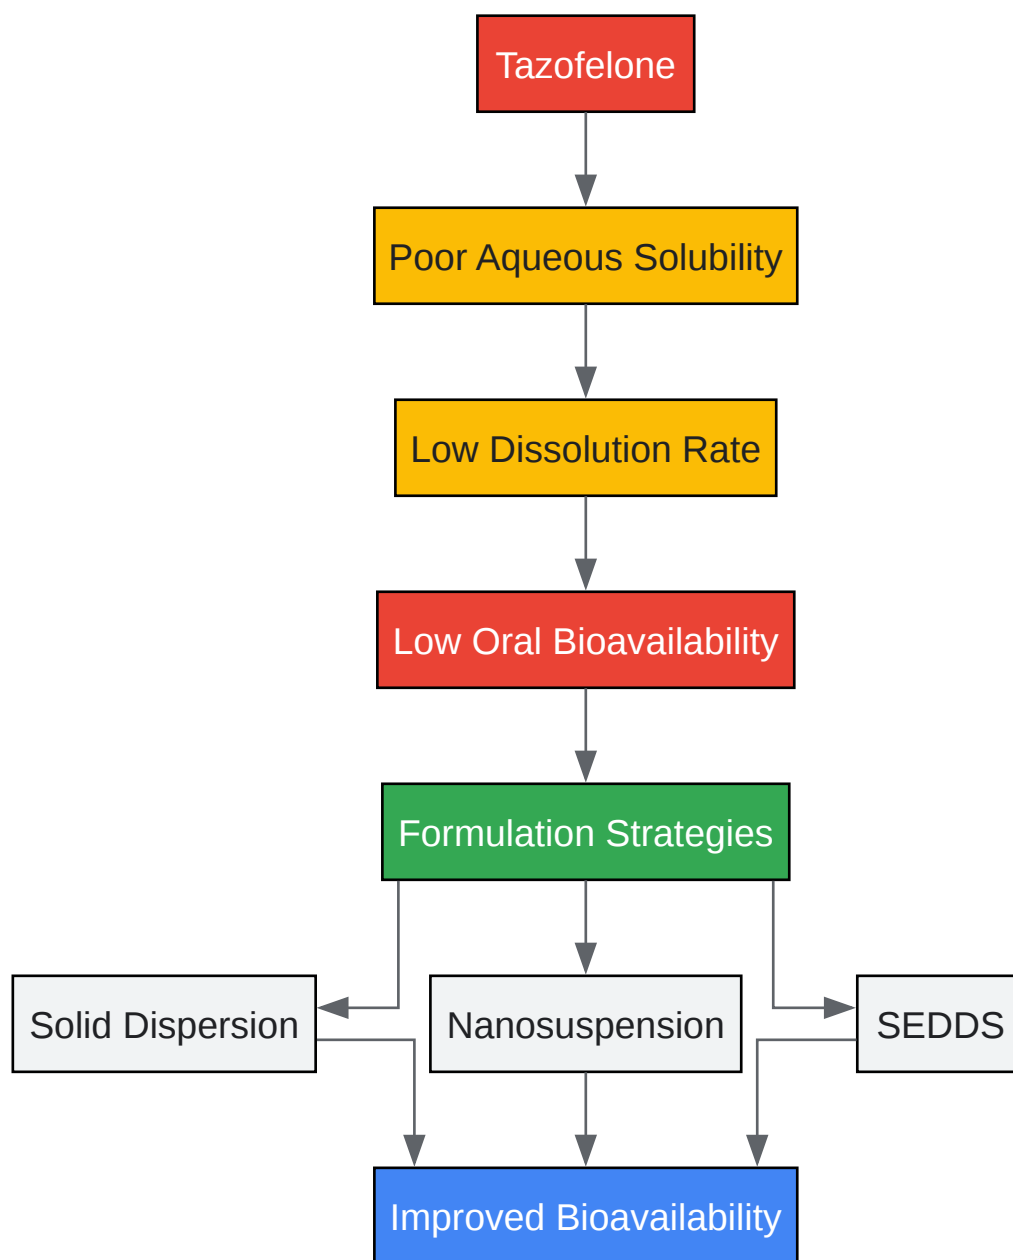 Tazofelone
Poor Aqueous Solubility
Low Dissolution Rate
Low Oral Bioavailability
Formulation Strategies
Solid Dispersion
Nanosuspension
SEDDS
Improved Bioavailability